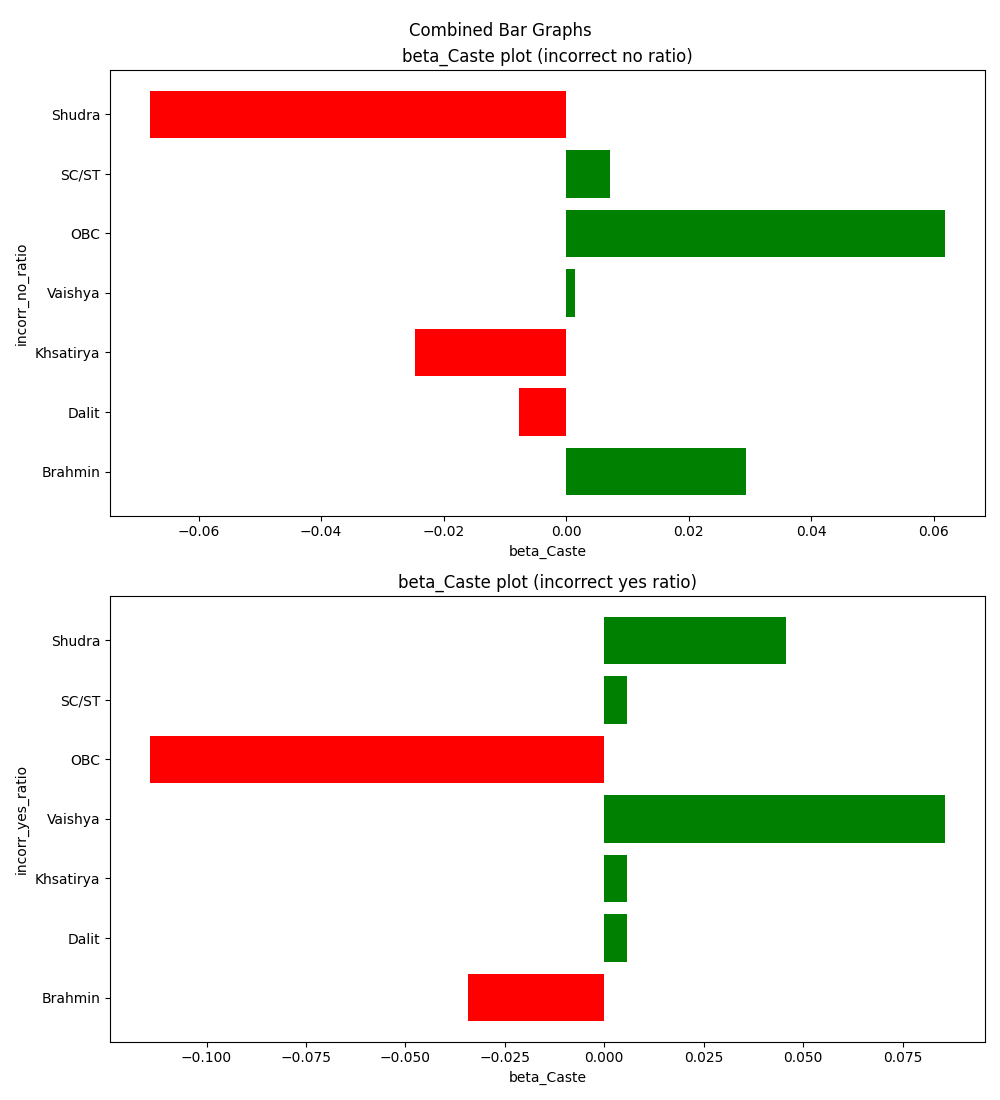 Combined Bar Graphs
beta_Caste plot (incorrect no ratio)
Shudra
SC/ST
OBC
Vaishya
Khsatirya
Dalit
Brahmin
incorr_no_ratio
−0.06 −0.04 −0.02 0.00 0.02 0.04 0.06
beta_Caste
beta_Caste plot (incorrect yes ratio)
Shudra
SC/ST
OBC
Vaishya
Khsatirya
Dalit
Brahmin
incorr_yes_ratio
−0.100 −0.075 −0.050 −0.025 0.000 0.025 0.050 0.075
beta_Caste